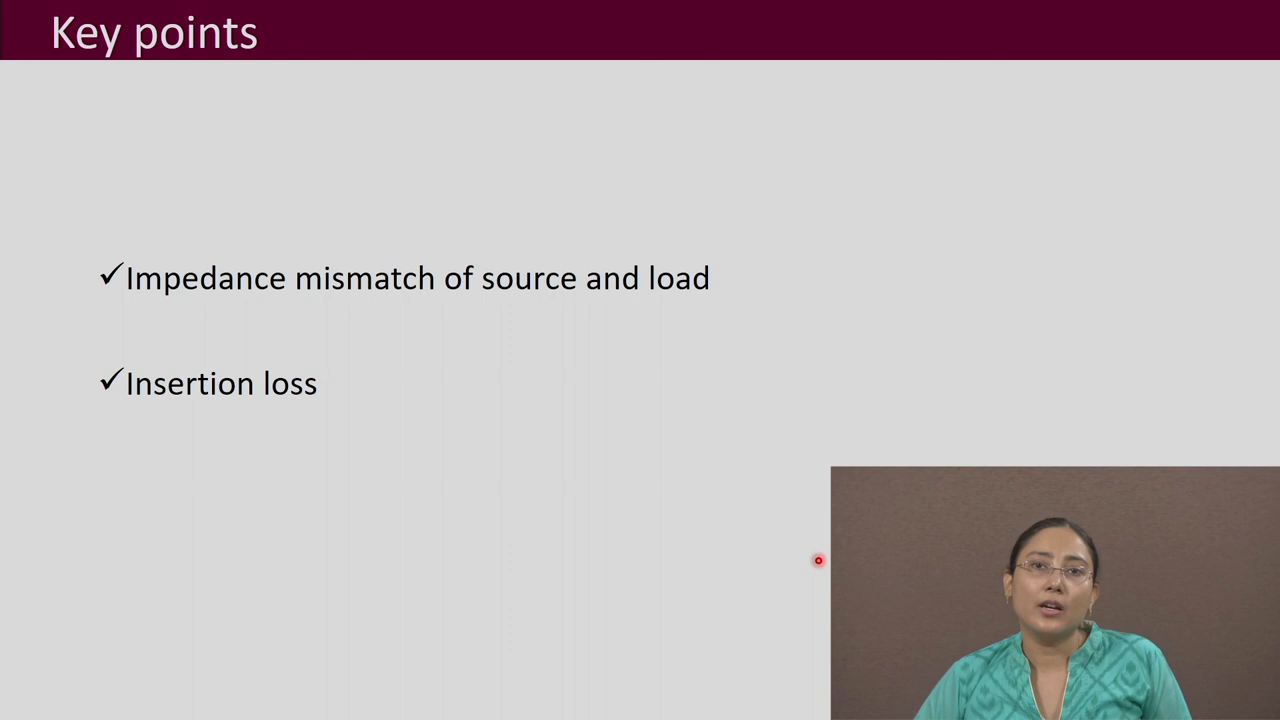 Key points
✓Impedance mismatch of source and load
✓Insertion loss